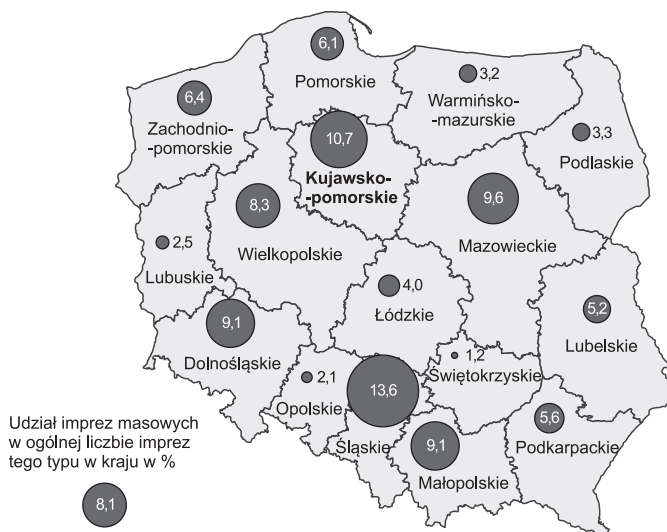 6,1
Pomorskie
3,2
Warmińsko-
-mazurskie
6,4
Zachodnio-
-pomorskie
3,3
Podlaskie
10,7
Kujawsko-
-pomorskie
8,3
Wielkopolskie
9,6
Mazowieckie
2,5
Lubuskie
4,0
Łódzkie
9,1
Dolnośląskie
5,2
Lubelskie
2,1
Opolskie
13,6
Śląskie
1,2
Świętokrzyskie
9,1
Małopolskie
5,6
Podkarpackie
Udział imprez masowych
w ogólnej liczbie imprez
tego typu w kraju w %
8,1